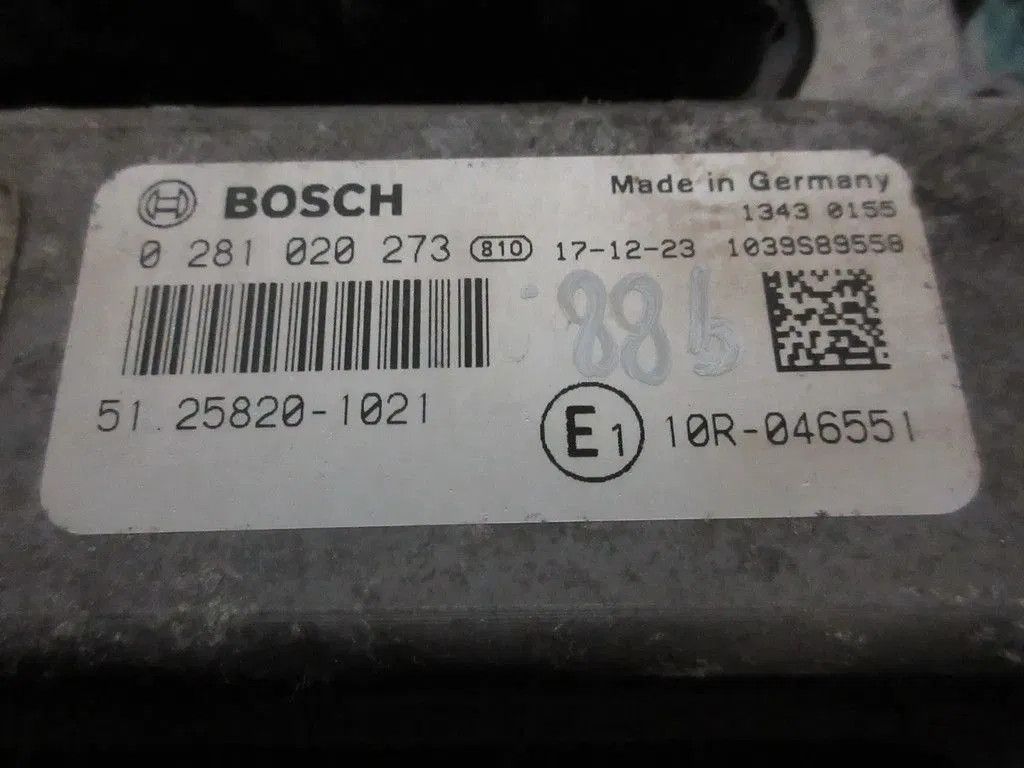 BOSCH
Made in Germany
1343 0155
0 281 020 273 810 17-12-23 1039S89558
51.25820-1021
E1 10R-046551